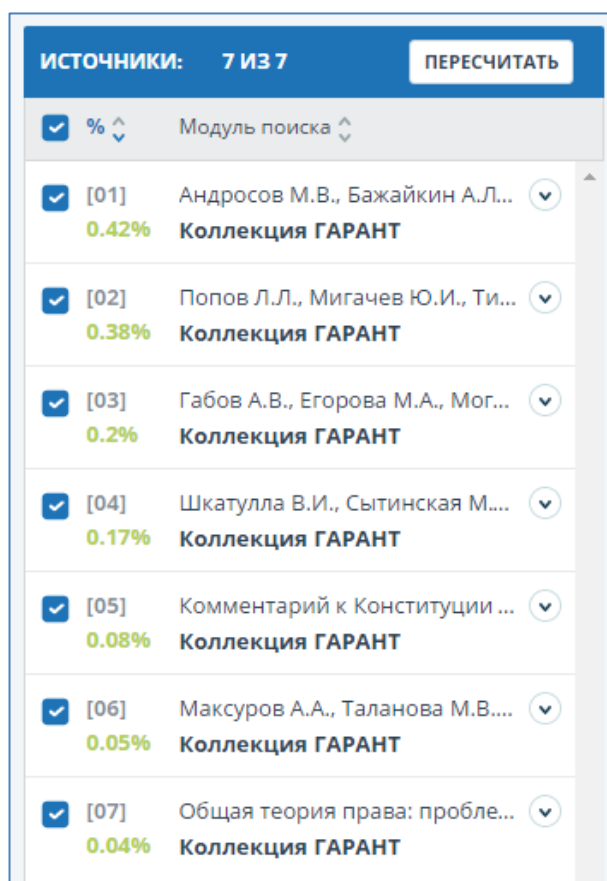 ИСТОЧНИКИ: 7 ИЗ 7 ПЕРЕСЧИТАТЬ
% Модуль поиска
[01] Андросов М.В., Бажайкин А.Л...
0.42% Коллекция ГАРАНТ
[02] Попов Л.Л., Мигачев Ю.И., Ти...
0.38% Коллекция ГАРАНТ
[03] Габов А.В., Егорова М.А., Мог...
0.2% Коллекция ГАРАНТ
[04] Шкатулла В.И., Сытинская М....
0.17% Коллекция ГАРАНТ
[05] Комментарий к Конституции ...
0.08% Коллекция ГАРАНТ
[06] Максуров А.А., Таланова М.В....
0.05% Коллекция ГАРАНТ
[07] Общая теория права: пробле...
0.04% Коллекция ГАРАНТ